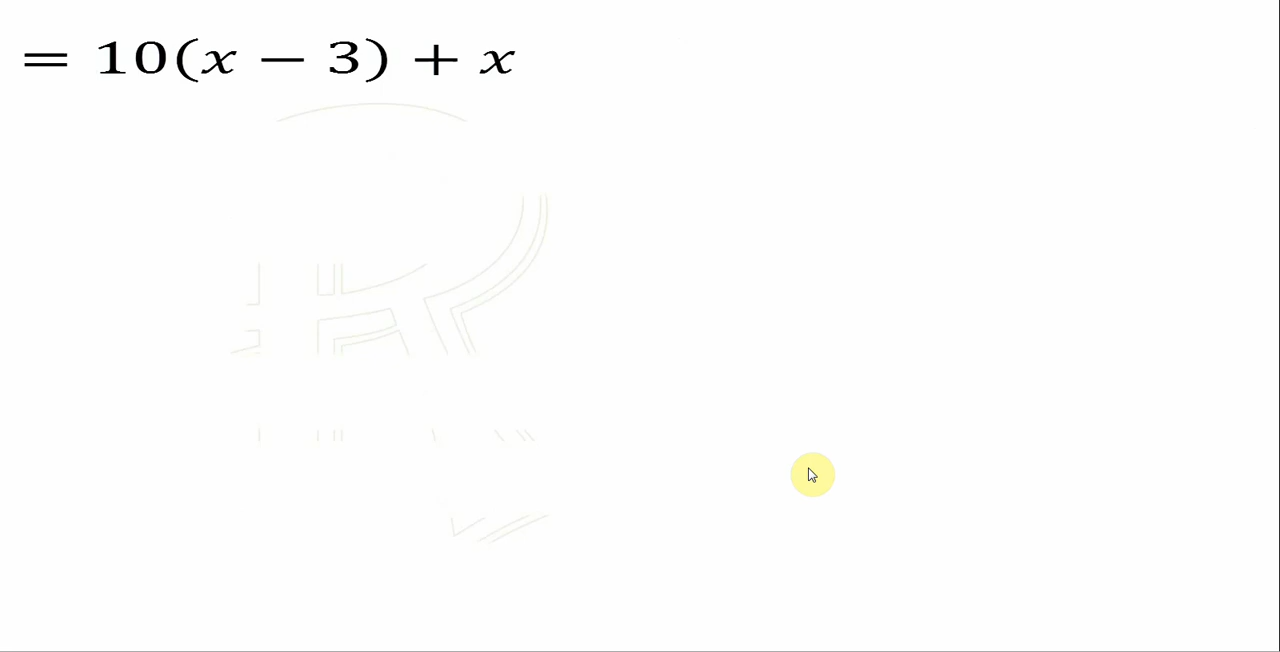 = 10(x − 3) + x